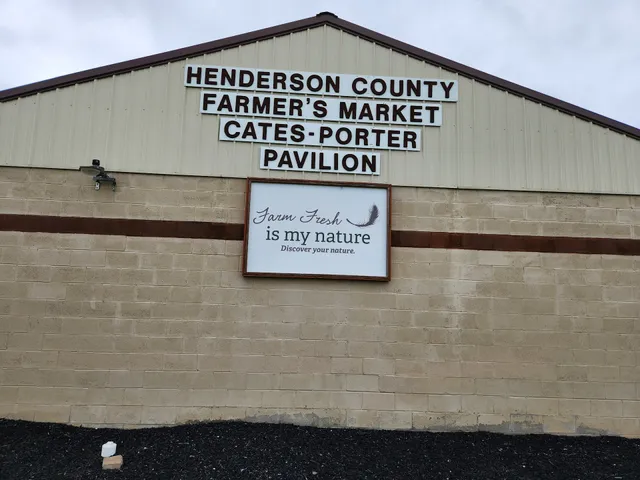 HENDERSON COUNTY
FARMER'S MARKET
CATES-PORTER
PAVILION
Farm Fresh
is my nature
Discover your nature.